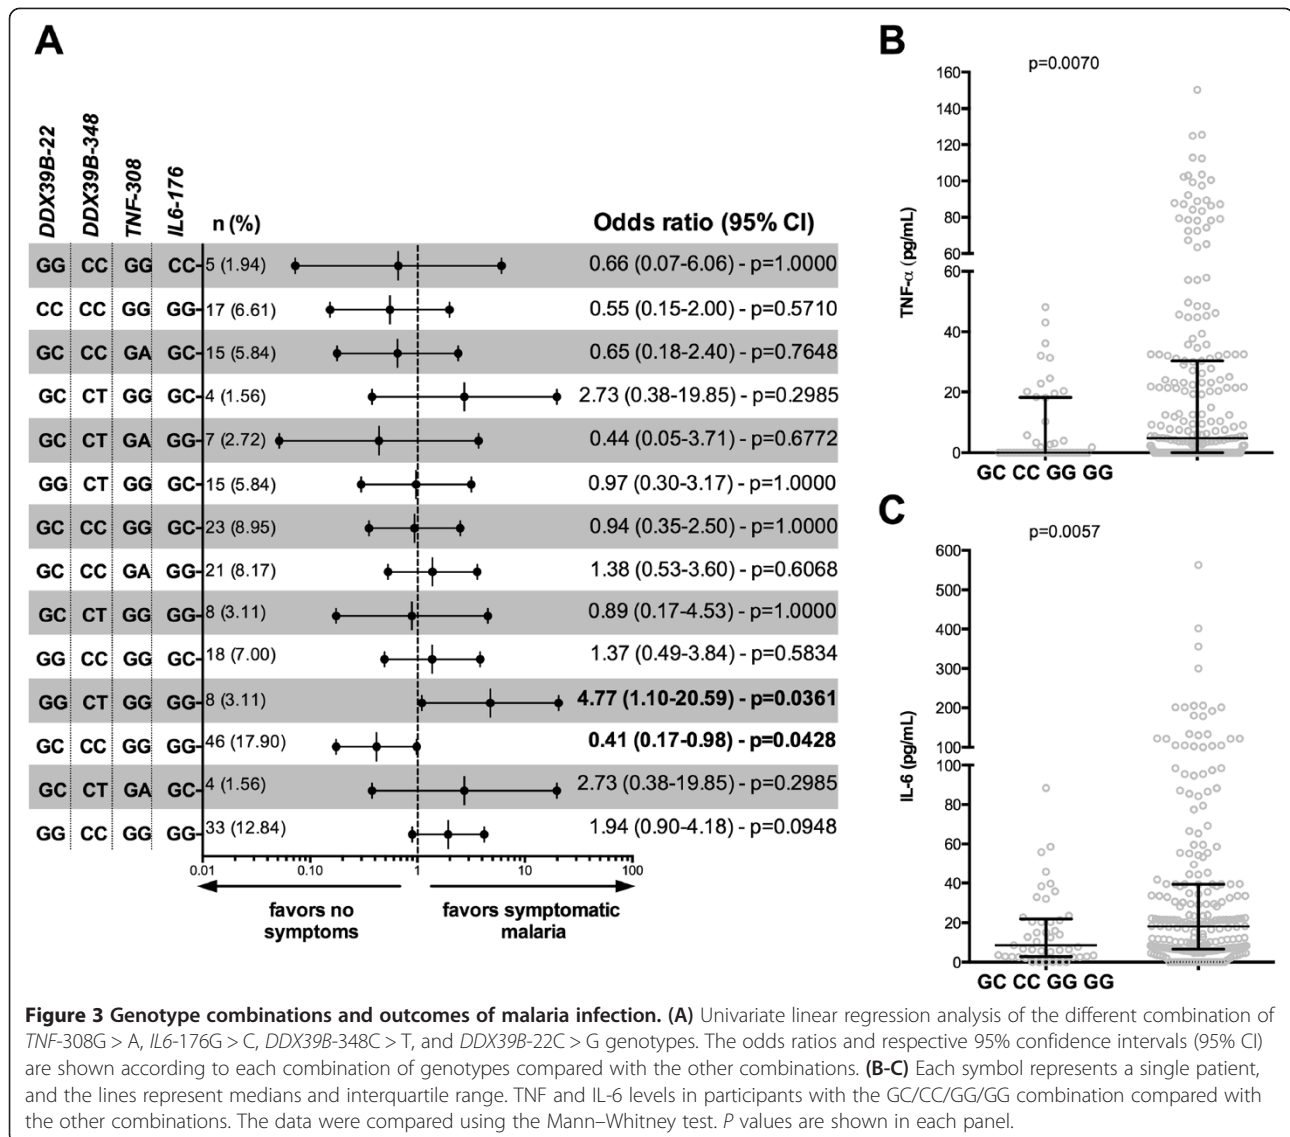 A
DDX39B-22 DDX39B-348 TNF-308 IL6-176
n (%) Odds ratio (95% CI)
GG CC GG CC 5 (1.94) 0.66 (0.07-6.06) - p=1.0000
CC CC GG GG 17 (6.61) 0.55 (0.15-2.00) - p=0.5710
GC CC GA GC 15 (5.84) 0.65 (0.18-2.40) - p=0.7648
GC CT GG GC 4 (1.56) 2.73 (0.38-19.85) - p=0.2985
GC CT GA GG 7 (2.72) 0.44 (0.05-3.71) - p=0.6772
GG CT GG GC 15 (5.84) 0.97 (0.30-3.17) - p=1.0000
GC CC GG GC 23 (8.95) 0.94 (0.35-2.50) - p=1.0000
GC CC GA GG 21 (8.17) 1.38 (0.53-3.60) - p=0.6068
GC CT GG GG 8 (3.11) 0.89 (0.17-4.53) - p=1.0000
GG CC GG GC 18 (7.00) 1.37 (0.49-3.84) - p=0.5834
GG CT GG GG 8 (3.11) 4.77 (1.10-20.59) - p=0.0361
GC CC GG GG 46 (17.90) 0.41 (0.17-0.98) - p=0.0428
GC CT GA GC 4 (1.56) 2.73 (0.38-19.85) - p=0.2985
GG CC GG GG 33 (12.84) 1.94 (0.90-4.18) - p=0.0948
0.01 0.10 1 10 100
favors no symptoms
favors symptomatic malaria
B
p=0.0070
TNF-α (pg/mL)
160
140
120
100
80
60
60
40
20
0
GC CC GG GG
C
p=0.0057
IL-6 (pg/mL)
600
500
400
300
200
100
100
80
60
40
20
0
GC CC GG GG
Figure 3 Genotype combinations and outcomes of malaria infection. (A) Univariate linear regression analysis of the different combination of
TNF-308G > A, IL6-176G > C, DDX39B-348C > T, and DDX39B-22C > G genotypes. The odds ratios and respective 95% confidence intervals (95% CI)
are shown according to each combination of genotypes compared with the other combinations. (B-C) Each symbol represents a single patient,
and the lines represent medians and interquartile range. TNF and IL-6 levels in participants with the GC/CC/GG/GG combination compared with
the other combinations. The data were compared using the Mann–Whitney test. P values are shown in each panel.